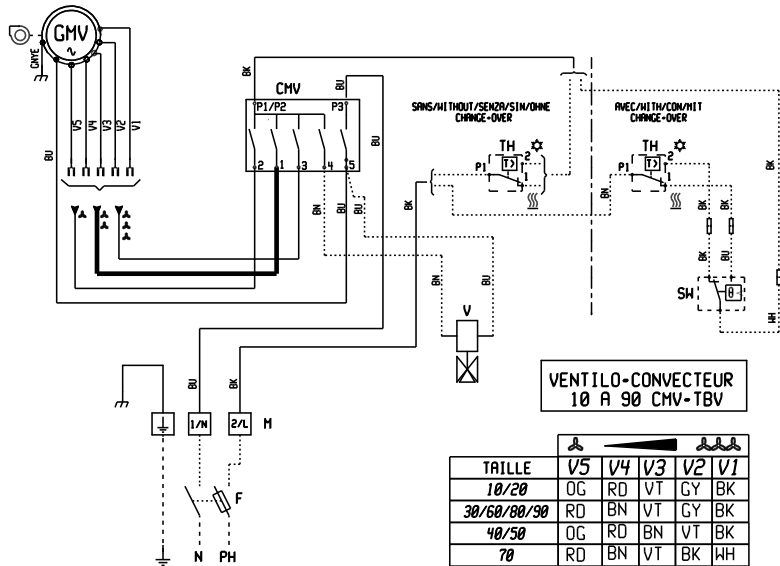 GMV
GNYE
BU
V5
V4
V3
V2
V1
CMV
P1/P2
P3
2
1
3
4
5
BK
BU
BU
BN
BU
BU
BK
SANS/WITHOUT/SENZA/SIN/OHNE
CHANGE-OVER
TH
P1
2
1
AVEC/WITH/CON/MIT
CHANGE-OVER
TH
P1
2
1
BN
BK
BU
BK
BK
BU
BK
WH
SW
BN
BU
V
BU
BK
1/N
2/L
M
F
N
PH
VENTILO-CONVECTEUR
10 A 90 CMV-TBV
TAILLE V5 V4 V3 V2 V1
10/20 OG RD VT GY BK
30/60/80/90 RD BN VT GY BK
40/50 OG RD BN VT BK
70 RD BN VT BK WH